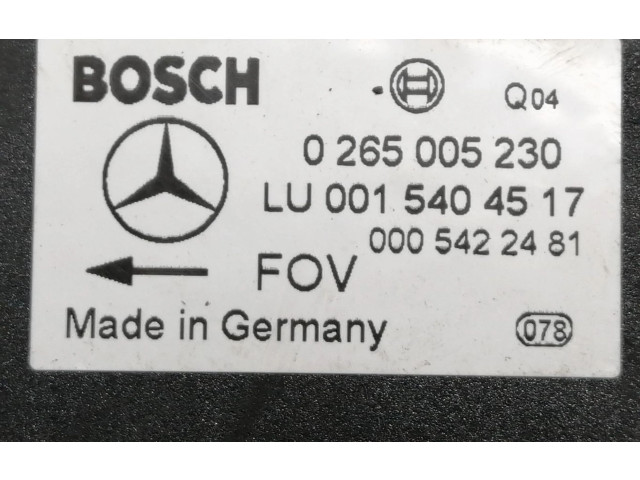 BOSCH
Q04
0 265 005 230
LU 001 540 45 17
000 542 24 81
FOV
Made in Germany
078